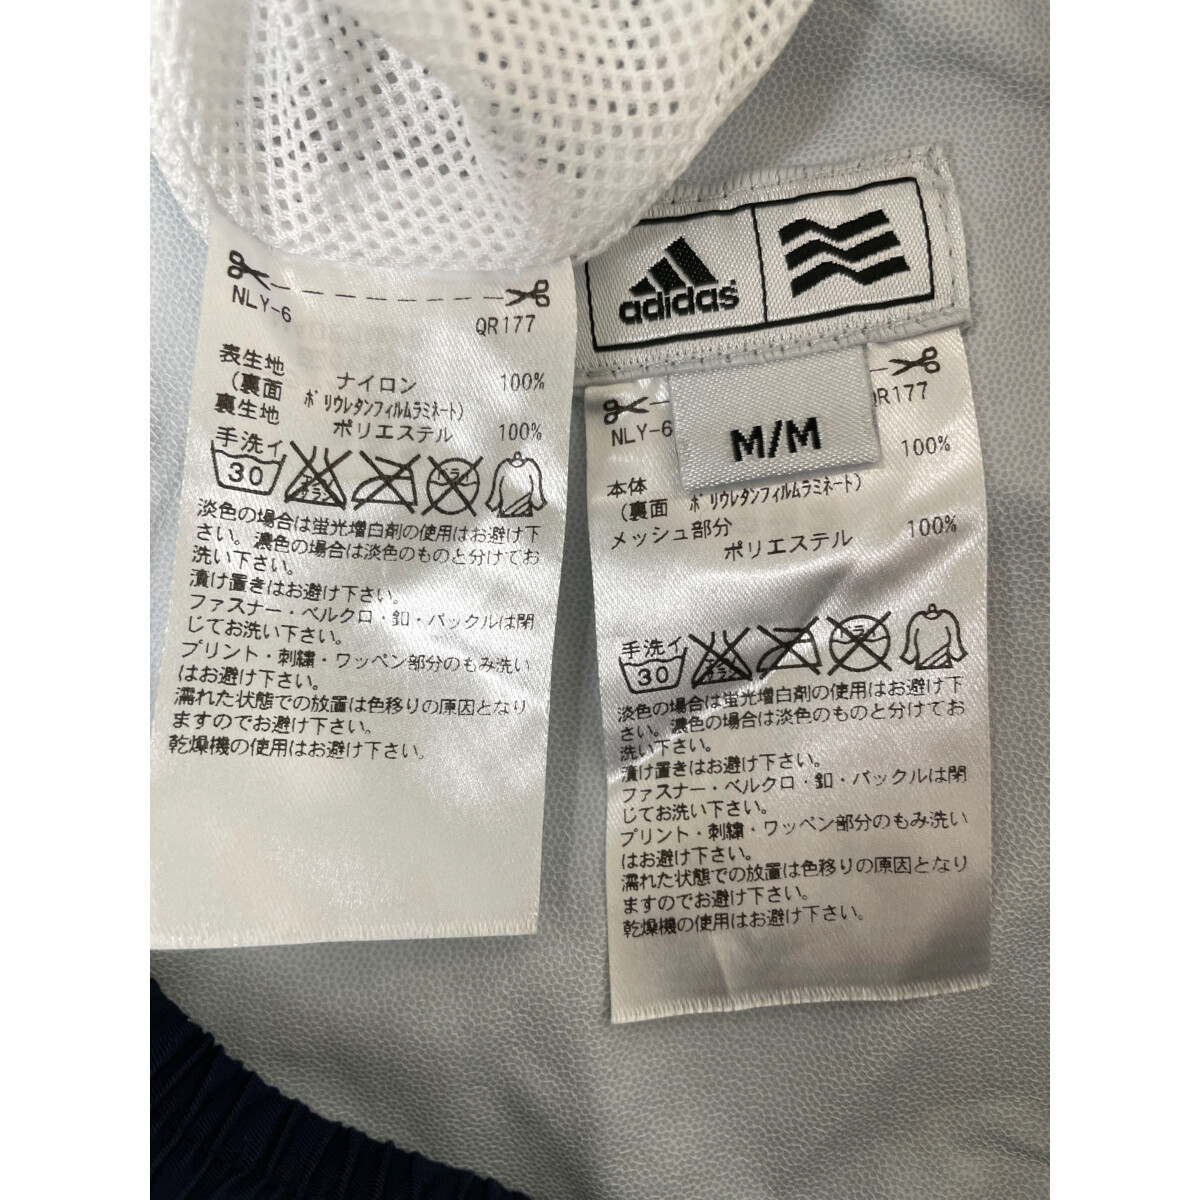 NLY-6
QR177
表生地 ナイロン 100%
(裏面 ポリウレタンフィルムラミネート)
裏生地 ポリエステル 100%
手洗イ
30
淡色の場合は蛍光増白剤の使用はお避け下
さい。濃色の場合は淡色のものと分けてお
洗い下さい。
漬け置きはお避け下さい。
ファスナー・ベルクロ・釦・バックルは閉
じてお洗い下さい。
プリント・刺繍・ワッペン部分のもみ洗い
はお避け下さい。
濡れた状態での放置は色移りの原因となり
ますのでお避け下さい。
乾燥機の使用はお避け下さい。
adidas
M/M
NLY-6
QR177
本体 100%
(裏面 ポリウレタンフィルムラミネート)
メッシュ部分
ポリエステル 100%
手洗イ
30
淡色の場合は蛍光増白剤の使用はお避け下
さい。濃色の場合は淡色のものと分けてお
洗い下さい。
漬け置きはお避け下さい。
ファスナー・ベルクロ・釦・バックルは閉
じてお洗い下さい。
プリント・刺繍・ワッペン部分のもみ洗い
はお避け下さい。
濡れた状態での放置は色移りの原因となり
ますのでお避け下さい。
乾燥機の使用はお避け下さい。